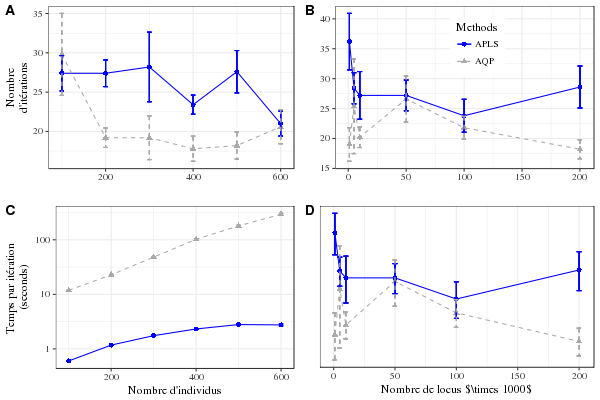 A
35
30
25
20
Nombre
d'itérations
200
400
600
B
40
35
30
25
20
15
0
50
100
150
200
Methods
APLS
AQP
C
100
10
1
Temps par itération
(seconds)
200
400
600
Nombre d'individus
D
0
50
100
150
200
Nombre de locus $\times 1000$